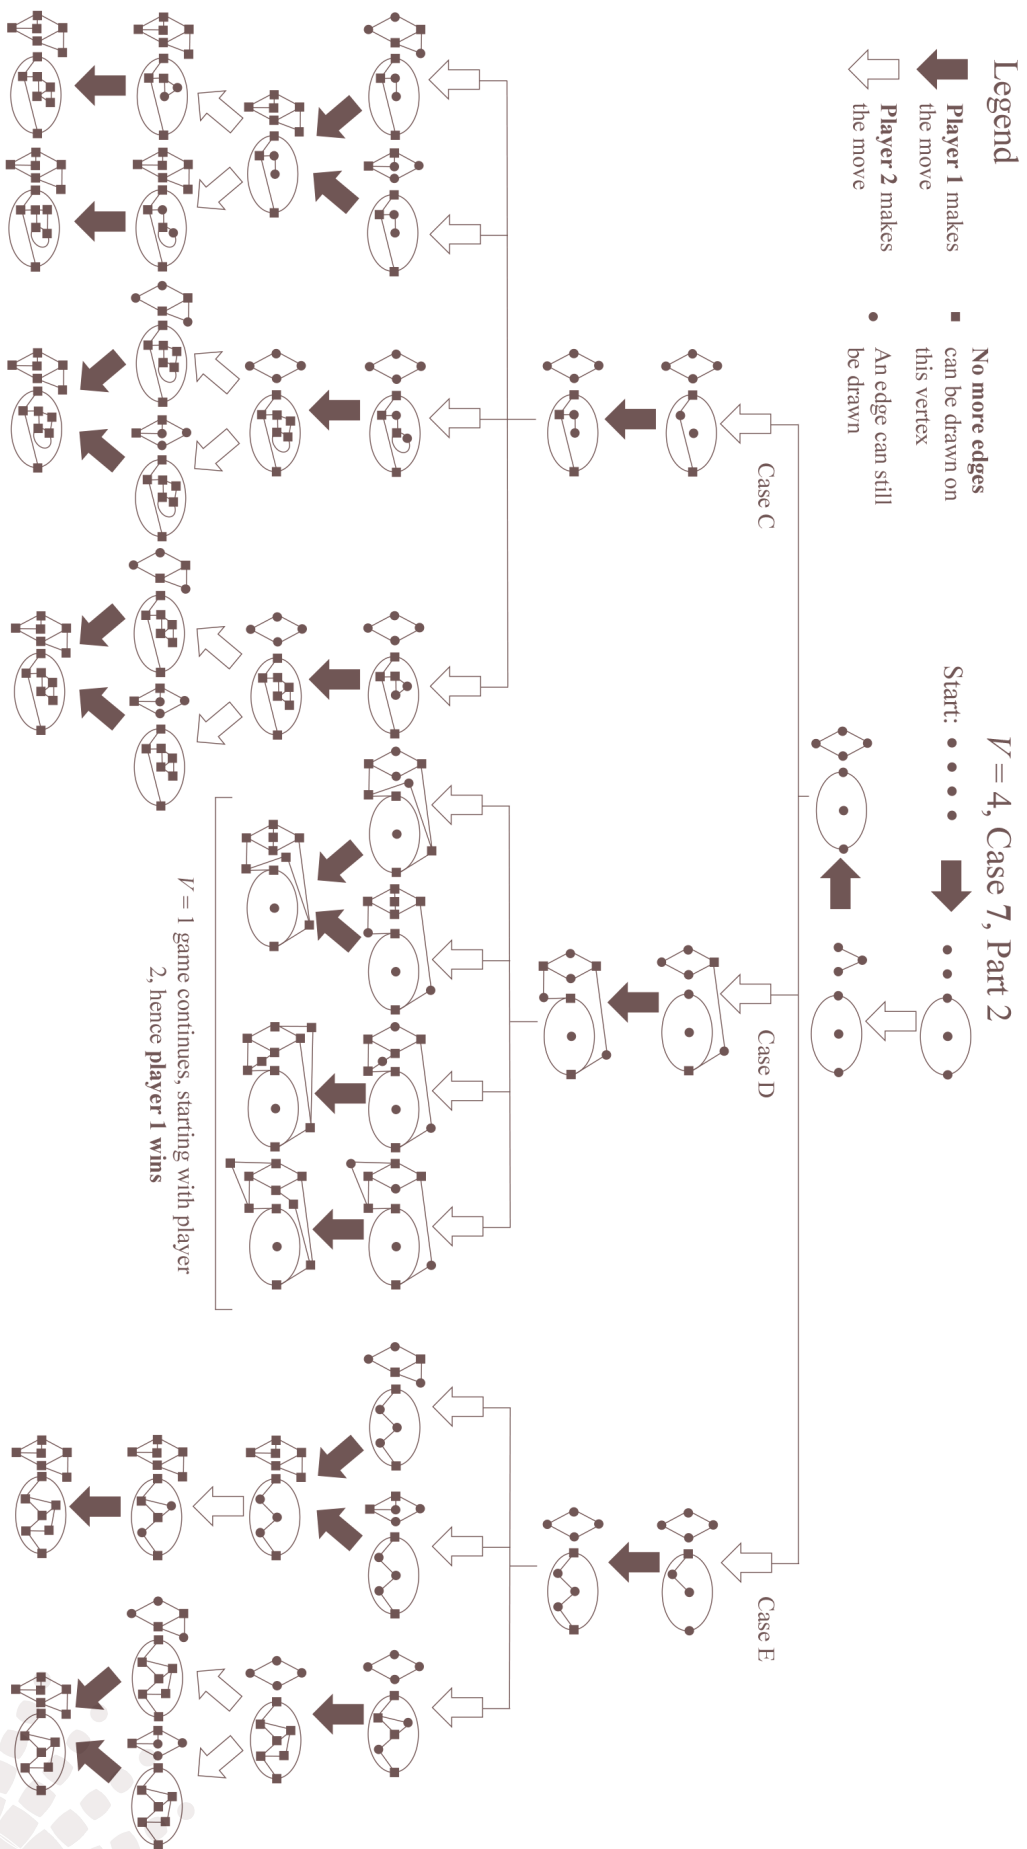 V = 4, Case 7, Part 2
Legend
Player 1 makes
the move
Player 2 makes
the move
No more edges
can be drawn on
this vertex
An edge can still
be drawn
Start:
Case C
Case D
Case E
V = 1 game continues, starting with player
2, hence player 1 wins